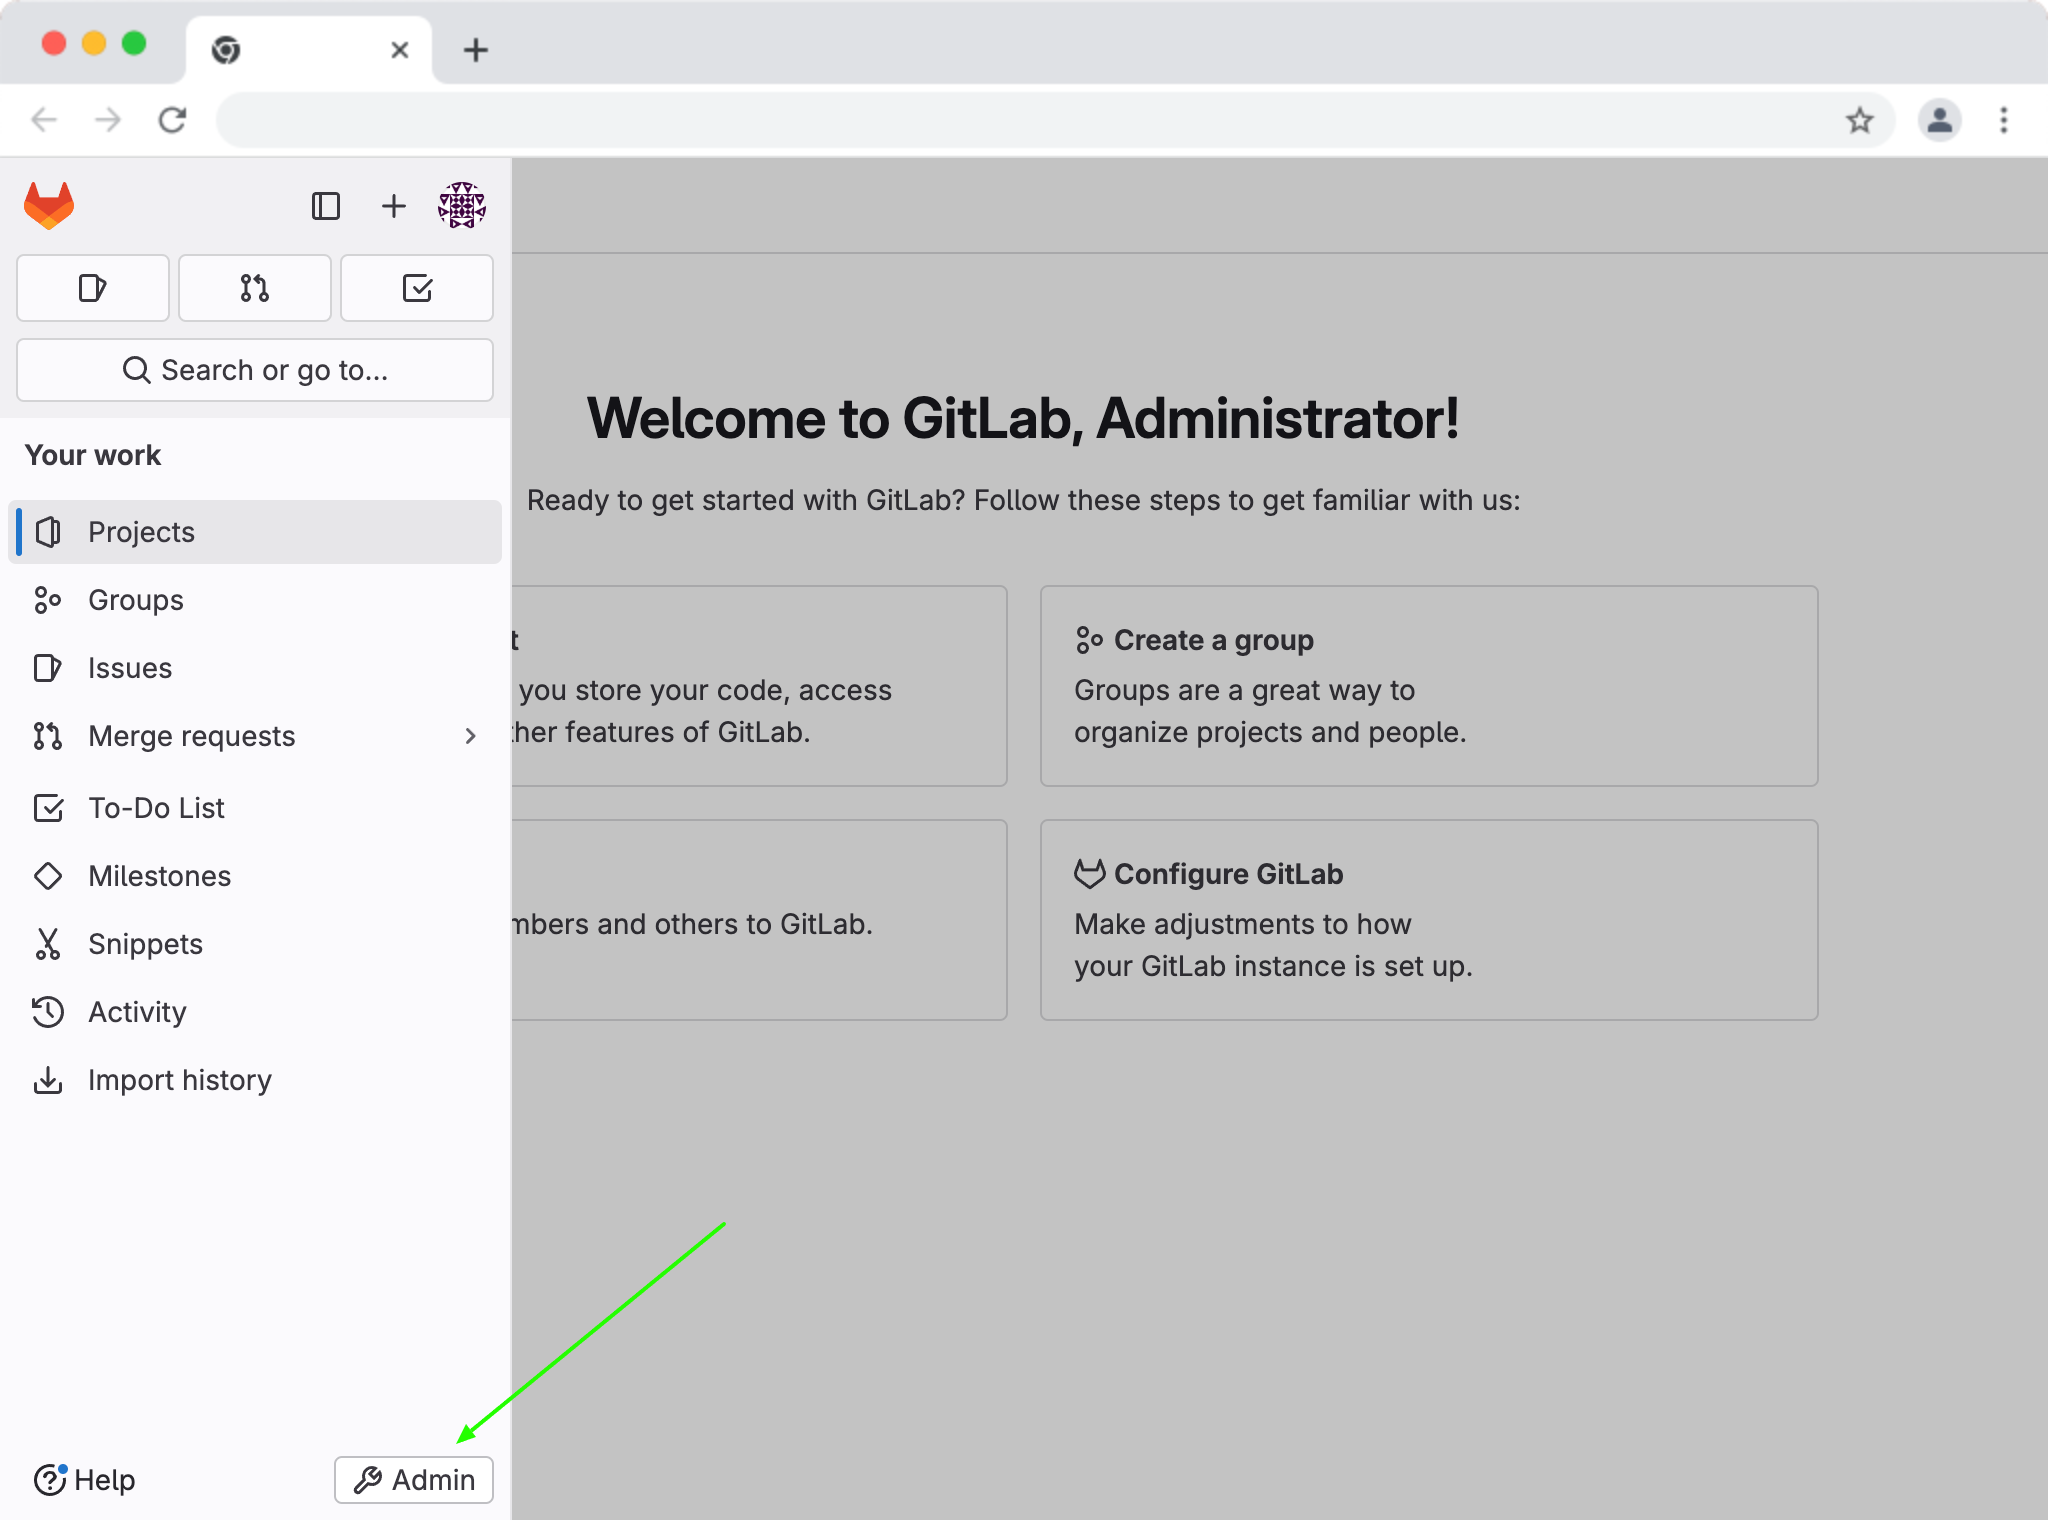 Search or go to...
Your work
Projects
Groups
Issues
Merge requests
To-Do List
Milestones
Snippets
Activity
Import history
Help
Admin
Welcome to GitLab, Administrator!
Ready to get started with GitLab? Follow these steps to get familiar with us:
t
you store your code, access
ther features of GitLab.
Create a group
Groups are a great way to
organize projects and people.
mbers and others to GitLab.
Configure GitLab
Make adjustments to how
your GitLab instance is set up.